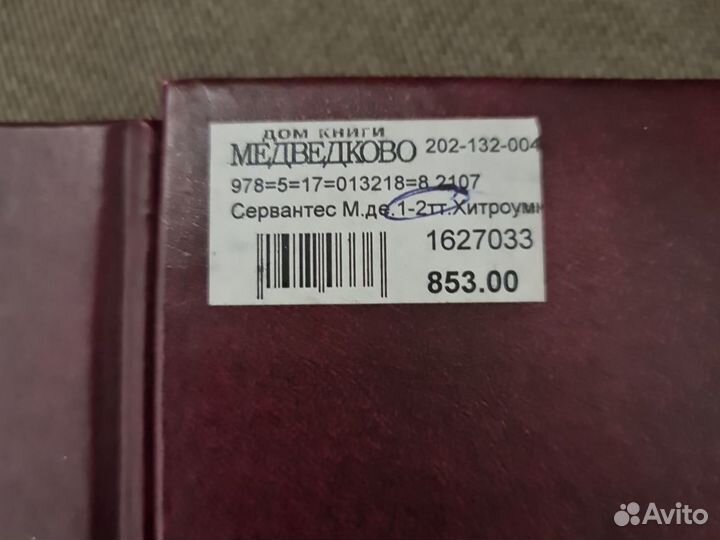 ДОМ КНИГИ
МЕДВЕДКОВО 202-132-004
978=5=17=013218=8 2107
Сервантес М.де.1-2тт.Хитроумн
1627033
853.00
Avito